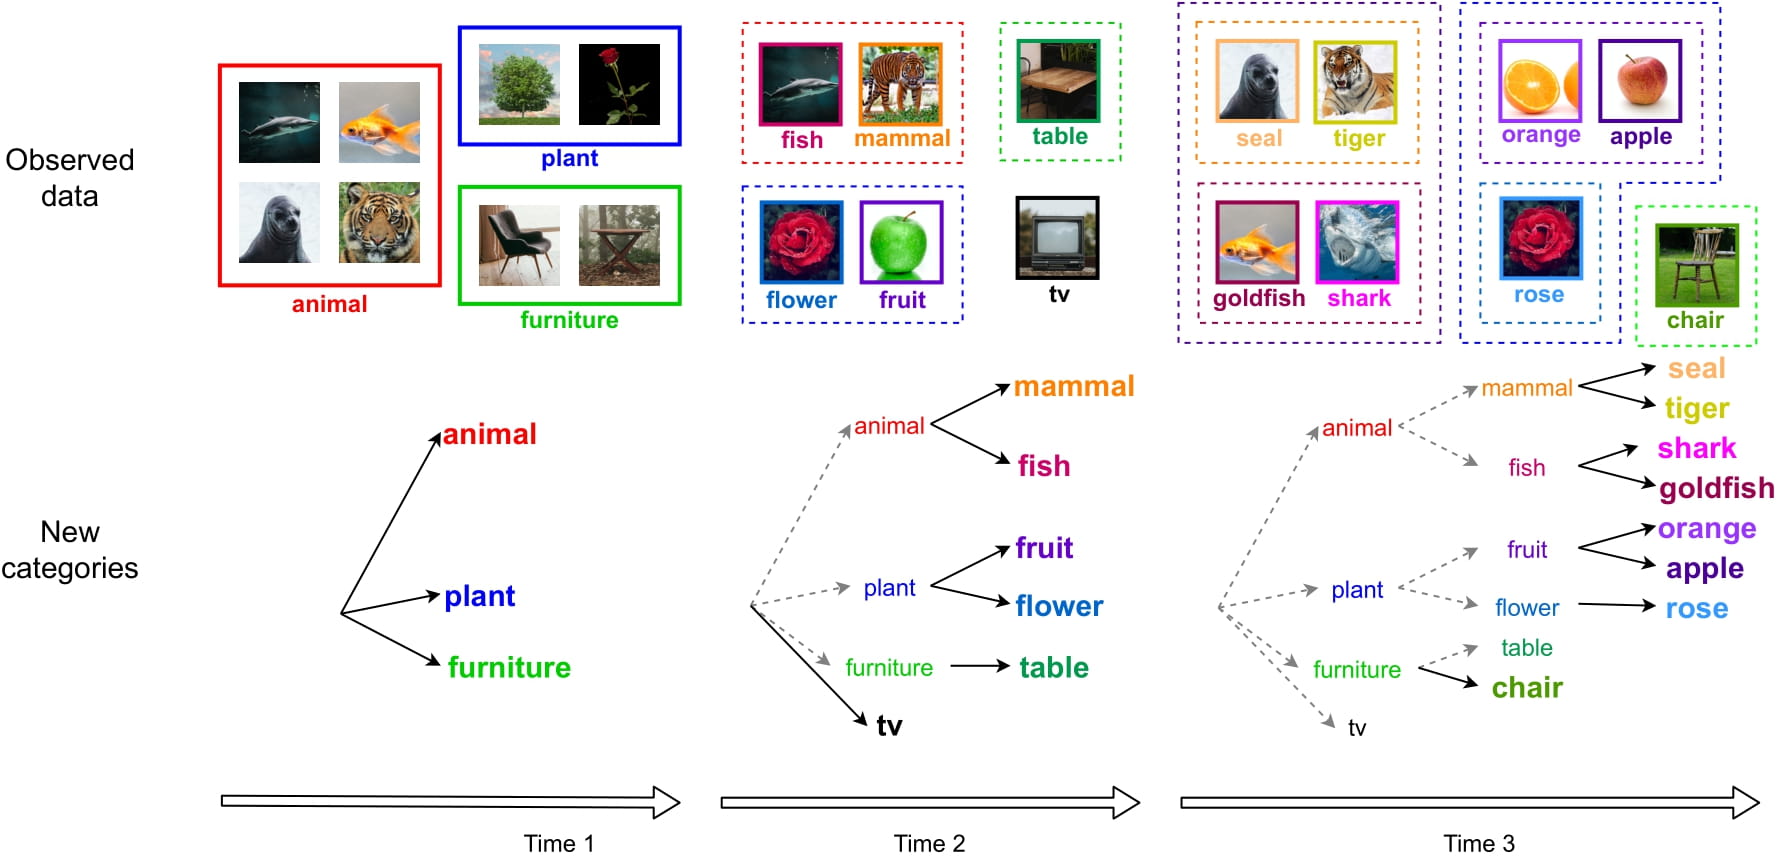 Observed
data
animal
plant
furniture
fish
mammal
table
flower
fruit
tv
seal
tiger
orange
apple
goldfish
shark
rose
chair
New
categories
animal
plant
furniture
animal
mammal
fish
plant
fruit
flower
furniture
table
tv
animal
mammal
seal
tiger
fish
shark
goldfish
plant
fruit
orange
apple
flower
rose
furniture
table
chair
tv
Time 1
Time 2
Time 3